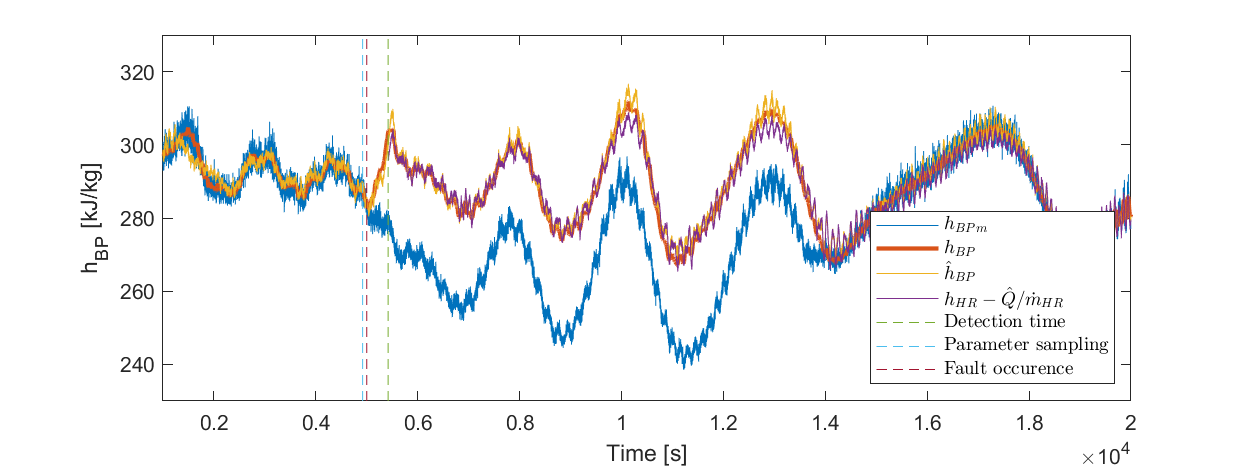 320
300
280
260
240
h_BP [kJ/kg]
0.2 0.4 0.6 0.8 1 1.2 1.4 1.6 1.8 2
Time [s]
×10^4
h_BPm
h_BP
ĥ_BP
h_HR − Q̂/ṁ_HR
Detection time
Parameter sampling
Fault occurence